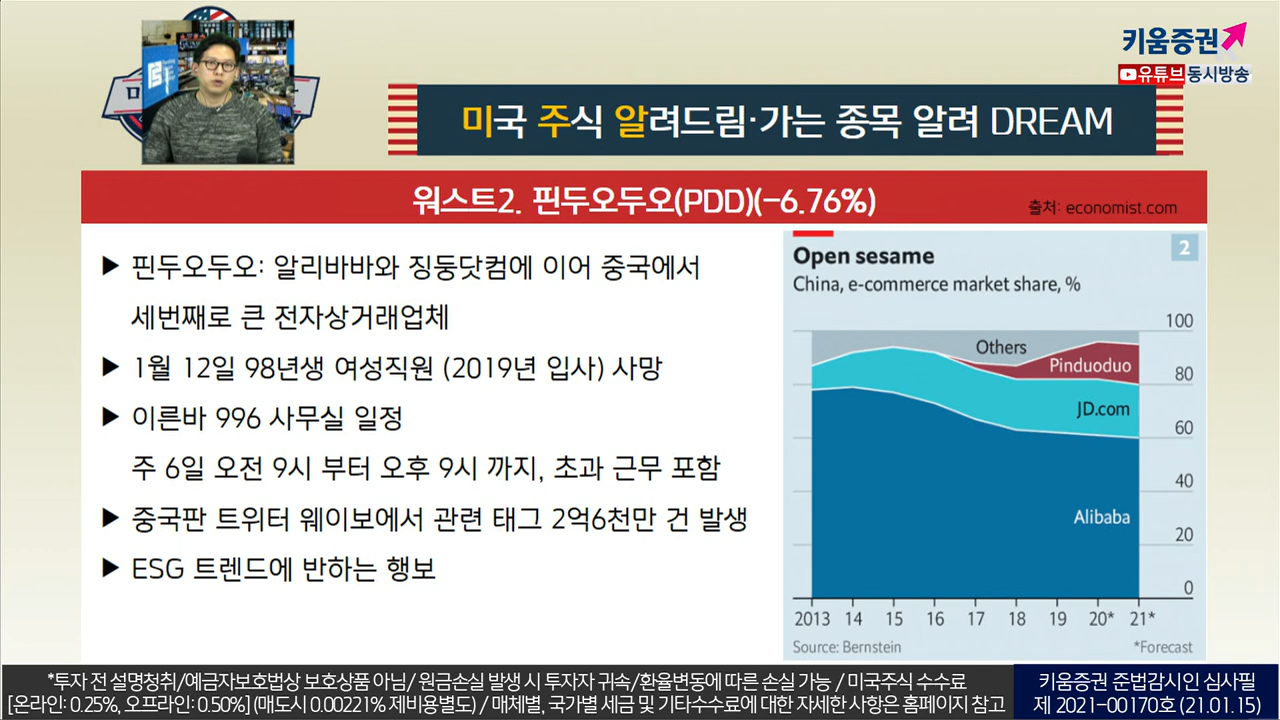 키움증권
유튜브동시방송
미국 주식 알려드림·가는 종목 알려 DREAM
워스트2. 핀두오두오(PDD)(-6.76%)
출처: economist.com
▶ 핀두오두오: 알리바바와 징둥닷컴에 이어 중국에서
세번째로 큰 전자상거래업체
▶ 1월 12일 98년생 여성직원 (2019년 입사) 사망
▶ 이른바 996 사무실 일정
주 6일 오전 9시 부터 오후 9시 까지, 초과 근무 포함
▶ 중국판 트위터 웨이보에서 관련 태그 2억6천만 건 발생
▶ ESG 트렌드에 반하는 행보
Open sesame
2
China, e-commerce market share, %
100
Others
Pinduoduo
80
JD.com
60
40
Alibaba
20
0
2013 14 15 16 17 18 19 20* 21*
Source: Bernstein
*Forecast
*투자 전 설명청취/예금자보호법상 보호상품 아님/ 원금손실 발생 시 투자자 귀속/환율변동에 따른 손실 가능 / 미국주식 수수료
[온라인: 0.25%, 오프라인: 0.50%] (매도시 0.00221% 제비용별도) / 매체별, 국가별 세금 및 기타수수료에 대한 자세한 사항은 홈페이지 참고
키움증권 준법감시인 심사필
제 2021-00170호 (21.01.15)